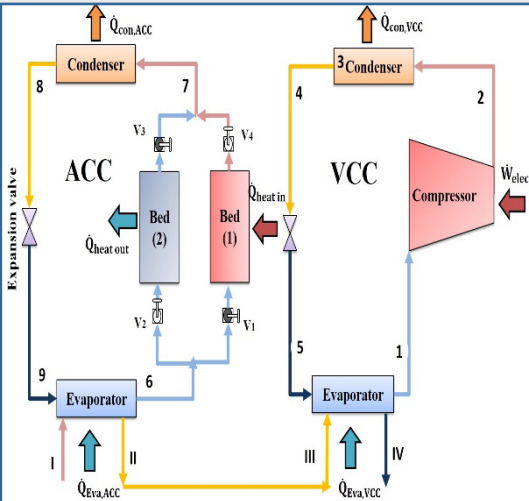 Q̇con,ACC
Q̇con,VCC
8
Condenser
7
4
3
Condenser
2
V3
V4
ACC
VCC
Expansion valve
Bed
(2)
Bed
(1)
Q̇heat in
Q̇heat out
Compressor
Ẇelec
V2
V1
9
Evaporator
6
5
Evaporator
1
I
II
III
IV
Q̇Eva,ACC
Q̇Eva,VCC